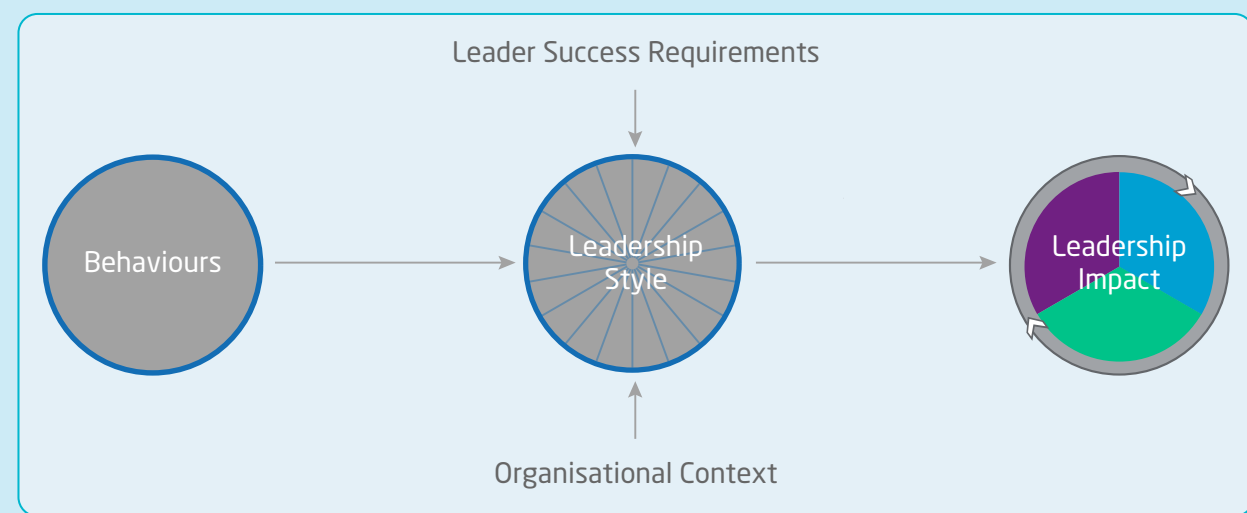 Leader Success Requirements
Behaviours
Leadership
Style
Leadership
Impact
Organisational Context